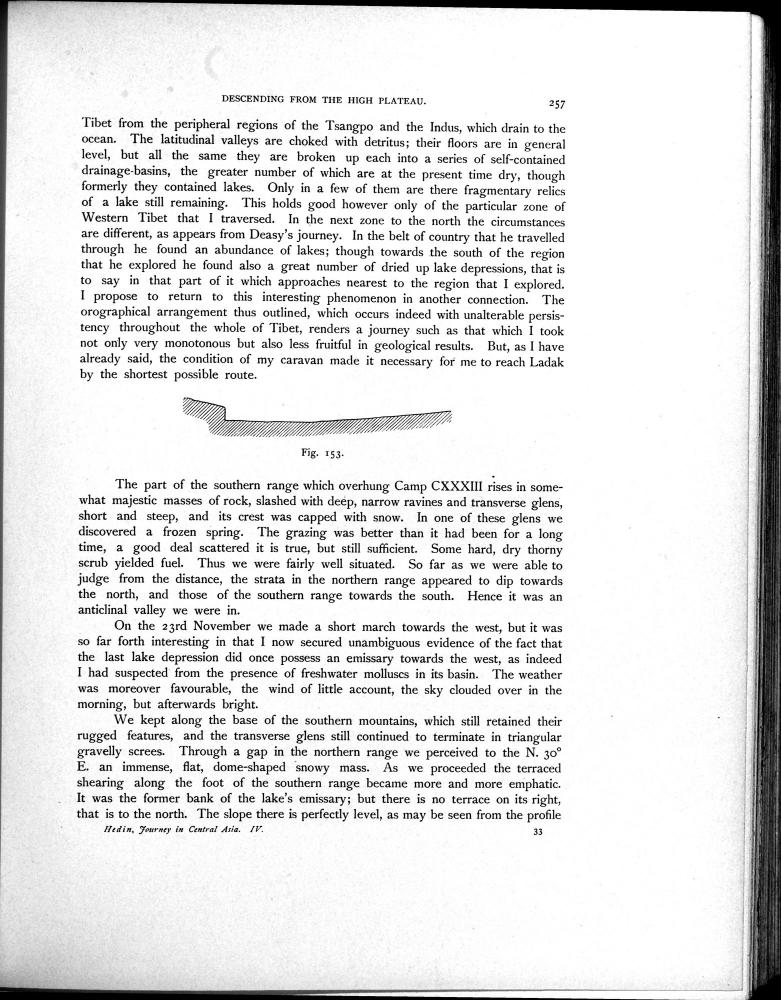 DESCENDING FROM THE HIGH PLATEAU. 257
Tibet from the peripheral regions of the Tsangpo and the Indus, which drain to the
ocean. The latitudinal valleys are choked with detritus; their floors are in general
level, but all the same they are broken up each into a series of self-contained
drainage-basins, the greater number of which are at the present time dry, though
formerly they contained lakes. Only in a few of them are there fragmentary relics
of a lake still remaining. This holds good however only of the particular zone of
Western Tibet that I traversed. In the next zone to the north the circumstances
are different, as appears from Deasy's journey. In the belt of country that he travelled
through he found an abundance of lakes; though towards the south of the region
that he explored he found also a great number of dried up lake depressions, that is
to say in that part of it which approaches nearest to the region that I explored.
I propose to return to this interesting phenomenon in another connection. The
orographical arrangement thus outlined, which occurs indeed with unalterable persis-
tency throughout the whole of Tibet, renders a journey such as that which I took
not only very monotonous but also less fruitful in geological results. But, as I have
already said, the condition of my caravan made it necessary for me to reach Ladak
by the shortest possible route.
Fig. 153.
The part of the southern range which overhung Camp CXXXIII rises in some-
what majestic masses of rock, slashed with deep, narrow ravines and transverse glens,
short and steep, and its crest was capped with snow. In one of these glens we
discovered a frozen spring. The grazing was better than it had been for a long
time, a good deal scattered it is true, but still sufficient. Some hard, dry thorny
scrub yielded fuel. Thus we were fairly well situated. So far as we were able to
judge from the distance, the strata in the northern range appeared to dip towards
the north, and those of the southern range towards the south. Hence it was an
anticlinal valley we were in.
On the 23rd November we made a short march towards the west, but it was
so far forth interesting in that I now secured unambiguous evidence of the fact that
the last lake depression did once possess an emissary towards the west, as indeed
I had suspected from the presence of freshwater molluscs in its basin. The weather
was moreover favourable, the wind of little account, the sky clouded over in the
morning, but afterwards bright.
We kept along the base of the southern mountains, which still retained their
rugged features, and the transverse glens still continued to terminate in triangular
gravelly screes. Through a gap in the northern range we perceived to the N. 30°
E. an immense, flat, dome-shaped snowy mass. As we proceeded the terraced
shearing along the foot of the southern range became more and more emphatic.
It was the former bank of the lake's emissary; but there is no terrace on its right,
that is to the north. The slope there is perfectly level, as may be seen from the profile
Hedin, Journey in Central Asia. IV. 33